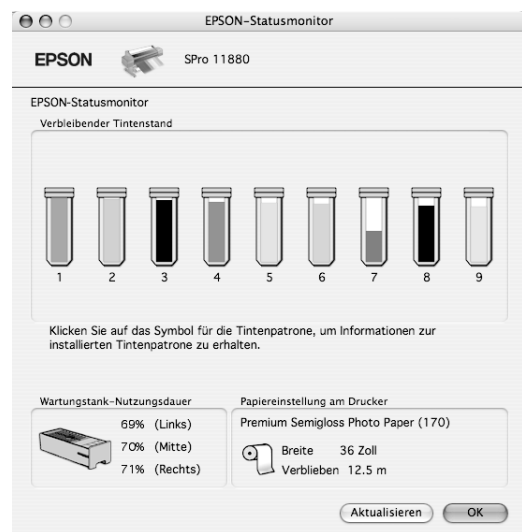 EPSON-Statusmonitor
EPSON
SPro 11880
EPSON-Statusmonitor
Verbleibender Tintenstand
1 2 3 4 5 6 7 8 9
Klicken Sie auf das Symbol für die Tintenpatrone, um Informationen zur
installierten Tintenpatrone zu erhalten.
Wartungstank-Nutzungsdauer
69% (Links)
70% (Mitte)
71% (Rechts)
Papiereinstellung am Drucker
Premium Semigloss Photo Paper (170)
Breite 36 Zoll
Verblieben 12.5 m
Aktualisieren OK